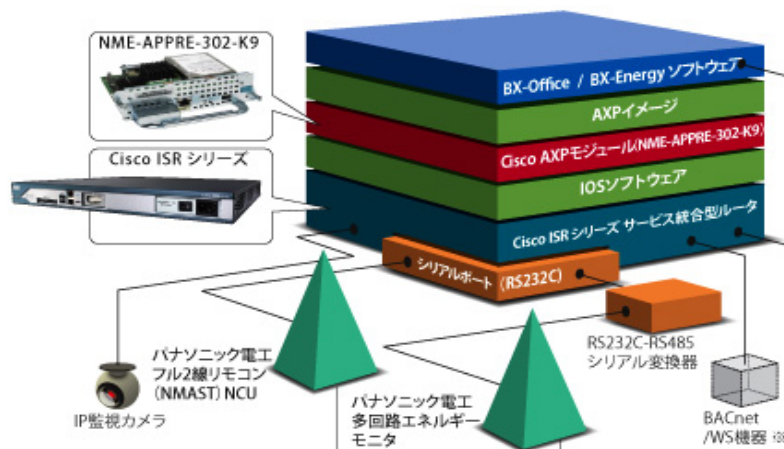 NME-APPRE-302-K9
BX-Office / BX-Energy ソフトウェア
AXPイメージ
Cisco AXPモジュール(NME-APPRE-302-K9)
Cisco ISR シリーズ
IOSソフトウェア
Cisco ISR シリーズ サービス統合型ルータ
シリアルポート (RS232C)
RS232C-RS485
シリアル変換器
パナソニック電工
フル2線リモコン
(NMAST) NCU
IP監視カメラ
パナソニック電工
多回路エネルギー
モニタ
BACnet
/WS機器 ※